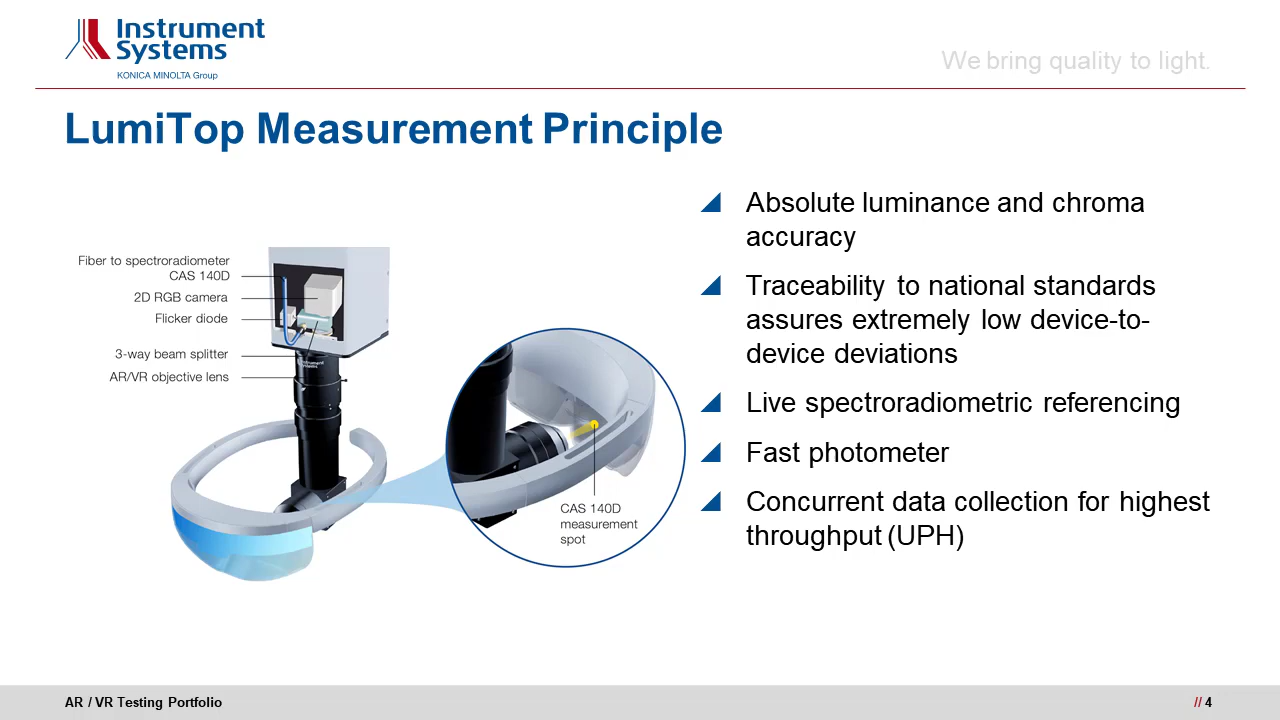 Instrument
Systems
KONICA MINOLTA Group
We bring quality to light.
LumiTop Measurement Principle
Fiber to spectroradiometer
CAS 140D
2D RGB camera
Flicker diode
3-way beam splitter
AR/VR objective lens
Instrument
Systems
CAS 140D
measurement
spot
Absolute luminance and chroma
accuracy
Traceability to national standards
assures extremely low device-to-
device deviations
Live spectroradiometric referencing
Fast photometer
Concurrent data collection for highest
throughput (UPH)
AR / VR Testing Portfolio
// 4